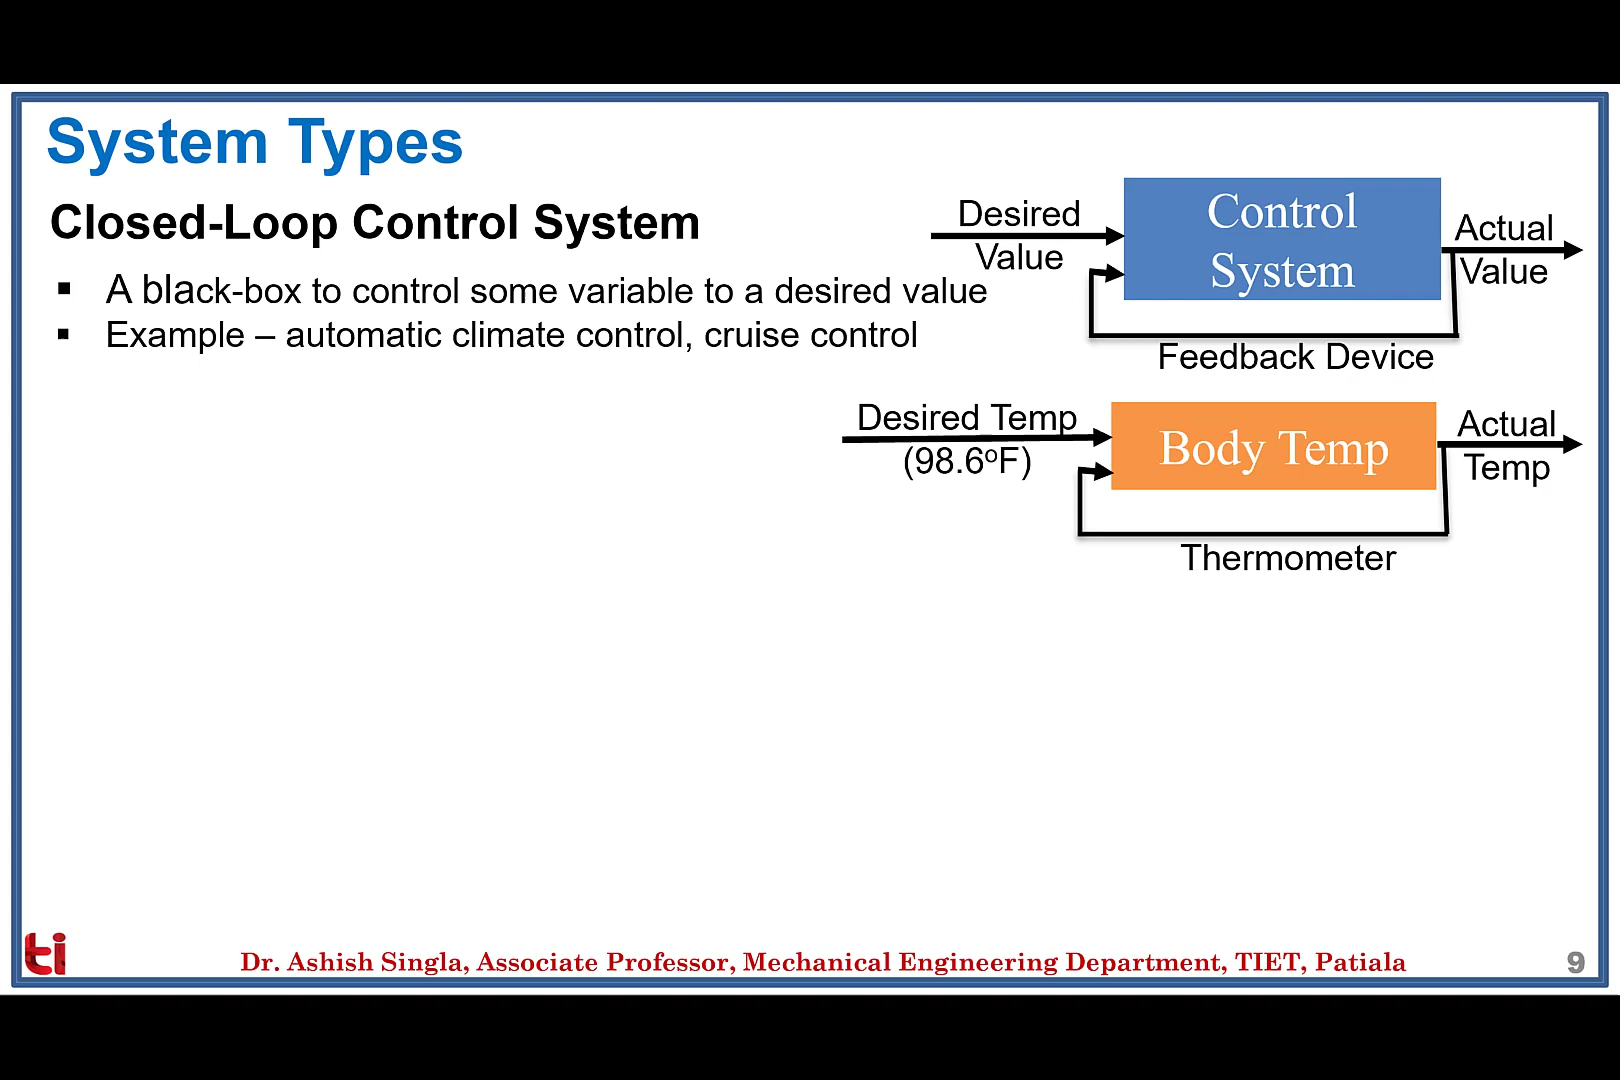 System Types
Closed-Loop Control System
▪ A black-box to control some variable to a desired value
▪ Example – automatic climate control, cruise control
Desired
Value
Control
System
Actual
Value
Feedback Device
Desired Temp
(98.6ºF)
Body Temp
Actual
Temp
Thermometer
ti
Dr. Ashish Singla, Associate Professor, Mechanical Engineering Department, TIET, Patiala
9